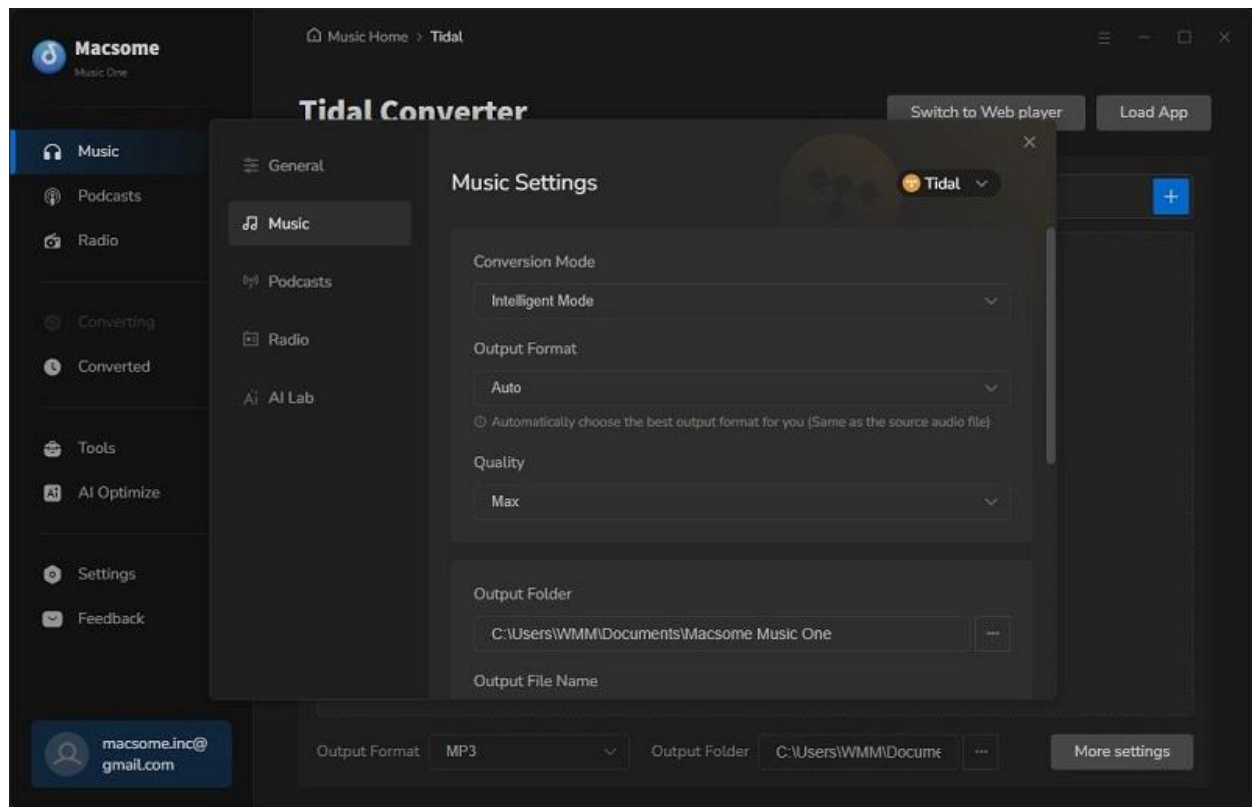 Macsome
Music One
Music Home > Tidal
Tidal Converter
Switch to Web player
Load App
Music
Podcasts
Radio
Converting
Converted
Tools
AI Optimize
Settings
Feedback
macsome.inc@
gmail.com
General
Music
Podcasts
Radio
Ai AI Lab
Music Settings
Tidal
Conversion Mode
Intelligent Mode
Output Format
Auto
Automatically choose the best output format for you (Same as the source audio file)
Quality
Max
Output Folder
C:\Users\WMM\Documents\Macsome Music One
Output File Name
Output Format
MP3
Output Folder
C:\Users\WMM\Docume
More settings